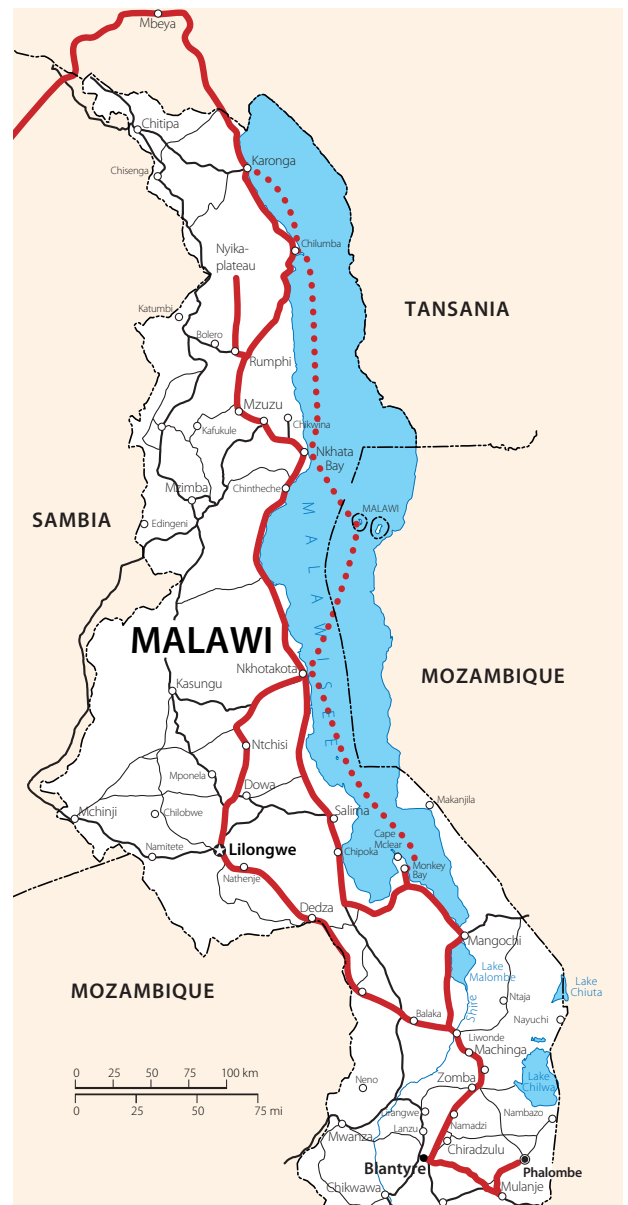 Mbeya
Chitipa
Chisenga
Karonga
Nyika-
plateau
Chilumba
TANSANIA
Katumbi
Bolero
Rumphi
Mzuzu
Kafukule
Chikwina
Nkhata
Bay
Mzimba
Chintheche
MALAWI
SAMBIA
Edingeni
MALAWISEE
MALAWI
Nkhotakota
MOZAMBIQUE
Kasungu
Ntchisi
Mponela
Dowa
Makanjila
Mchinji
Chilobwe
Salima
Cape
Mclear
Namitete
Lilongwe
Chipoka
Monkey
Bay
Nathenje
Dedza
Mangochi
MOZAMBIQUE
Lake
Malombe
Lake
Chiuta
Shire
Ntaja
Balaka
Nayuchi
Liwonde
Machinga
0 25 50 75 100 km
0 25 50 75 mi
Neno
Zomba
Lake
Chilwa
Namadzi
Nambazo
Mwanza
Lanzu
Chiradzulu
Blantyre
Phalombe
Chikwawa
Mulanje